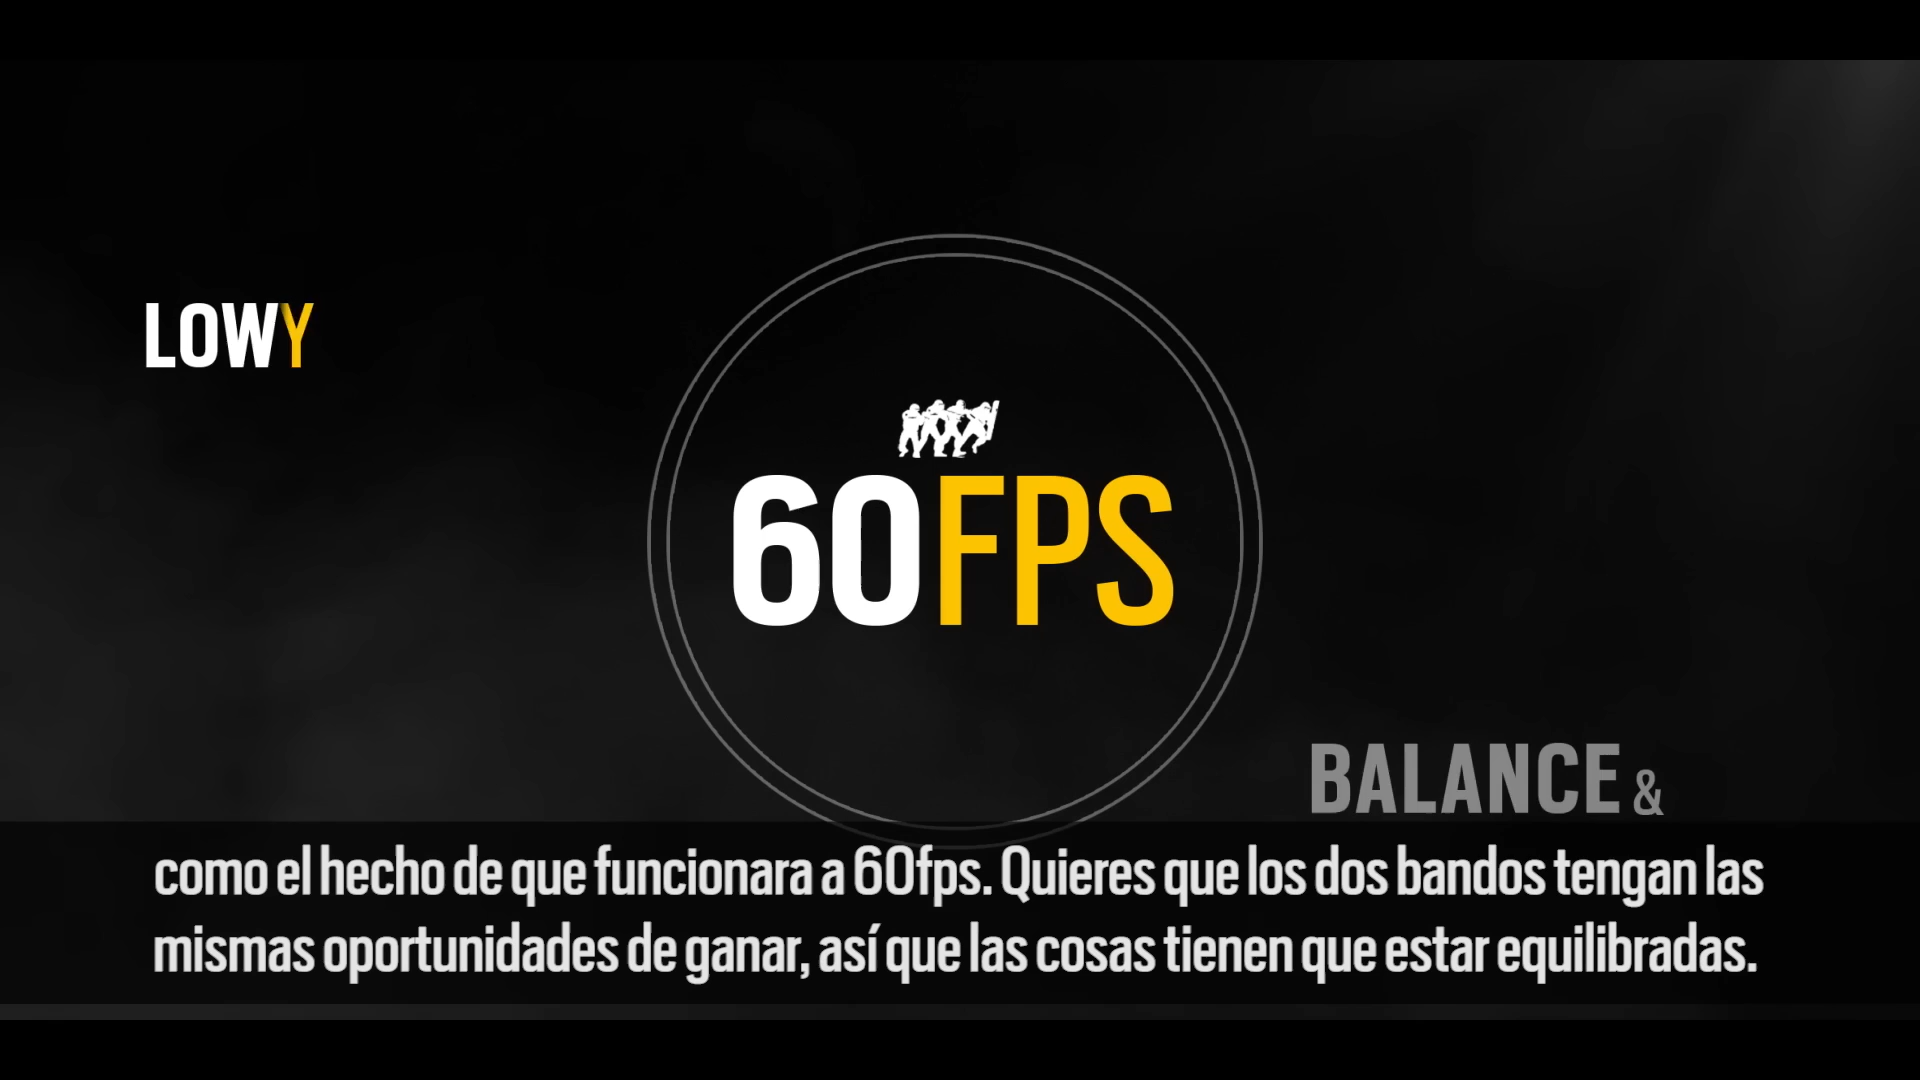 LOWY
60FPS
BALANCE &
como el hecho de que funcionara a 60fps. Quieres que los dos bandos tengan las
mismas oportunidades de ganar, así que las cosas tienen que estar equilibradas.